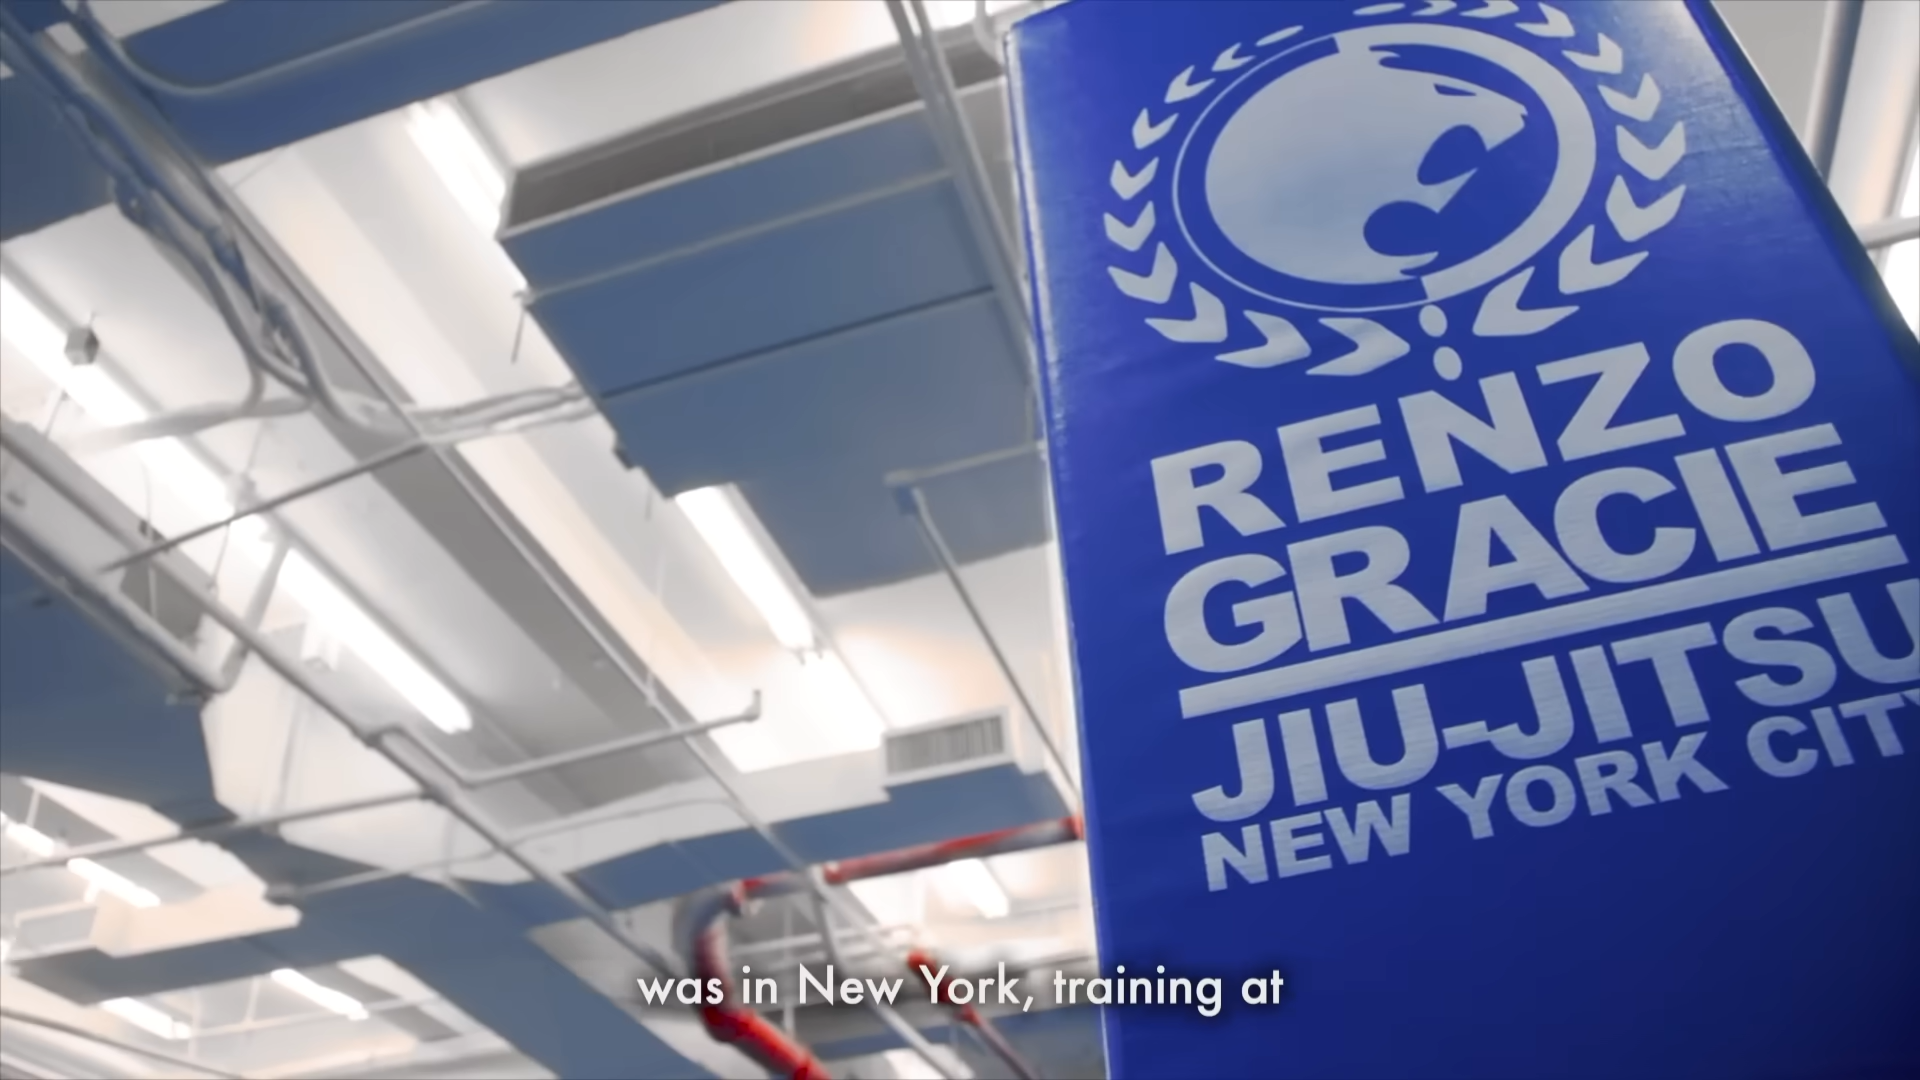 RENZO
GRACIE
JIU-JITSU
NEW YORK CITY
was in New York, training at